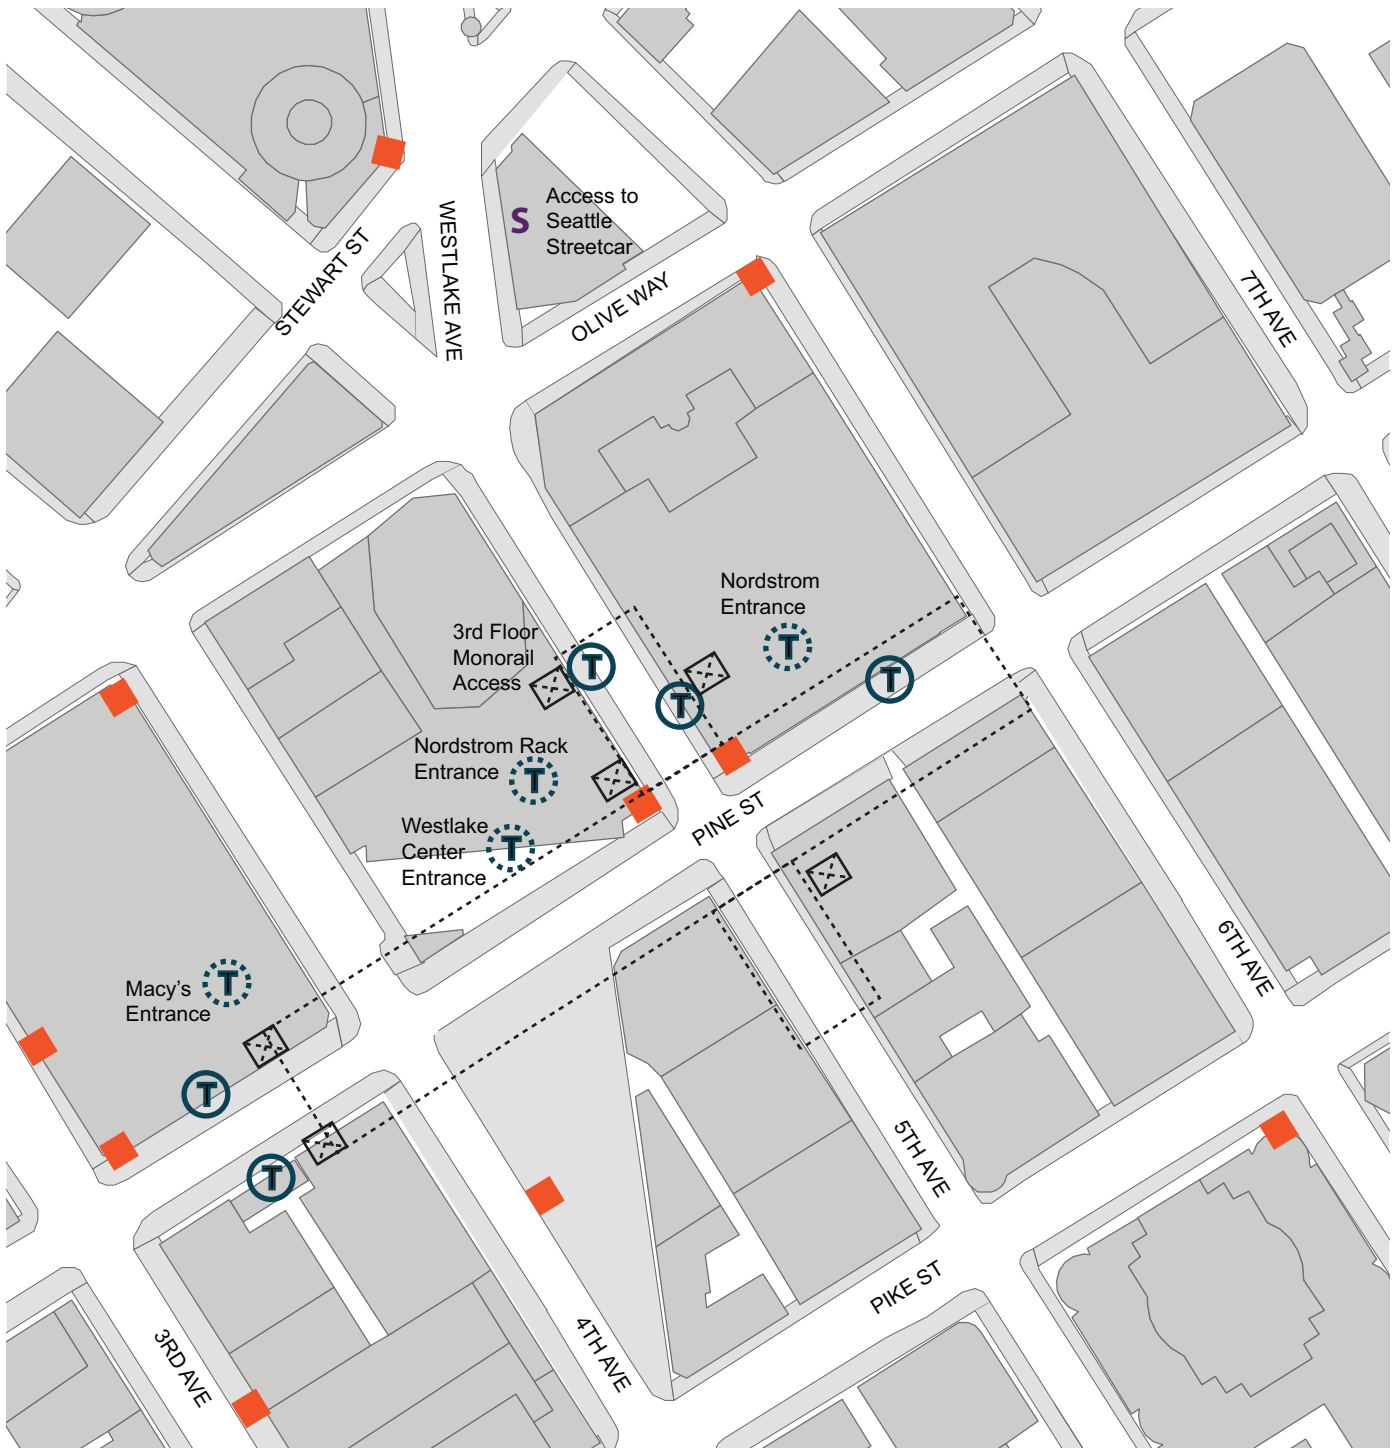 Access to
Seattle
Streetcar
S
WESTLAKE AVE
STEWART ST
OLIVE WAY
7TH AVE
Nordstrom
Entrance
T
3rd Floor
Monorail
Access
T
T
T
Nordstrom Rack
Entrance
T
PINE ST
Westlake
Center
Entrance
T
6TH AVE
Macy's
Entrance
T
T
T
5TH AVE
PIKE ST
4TH AVE
3RD AVE